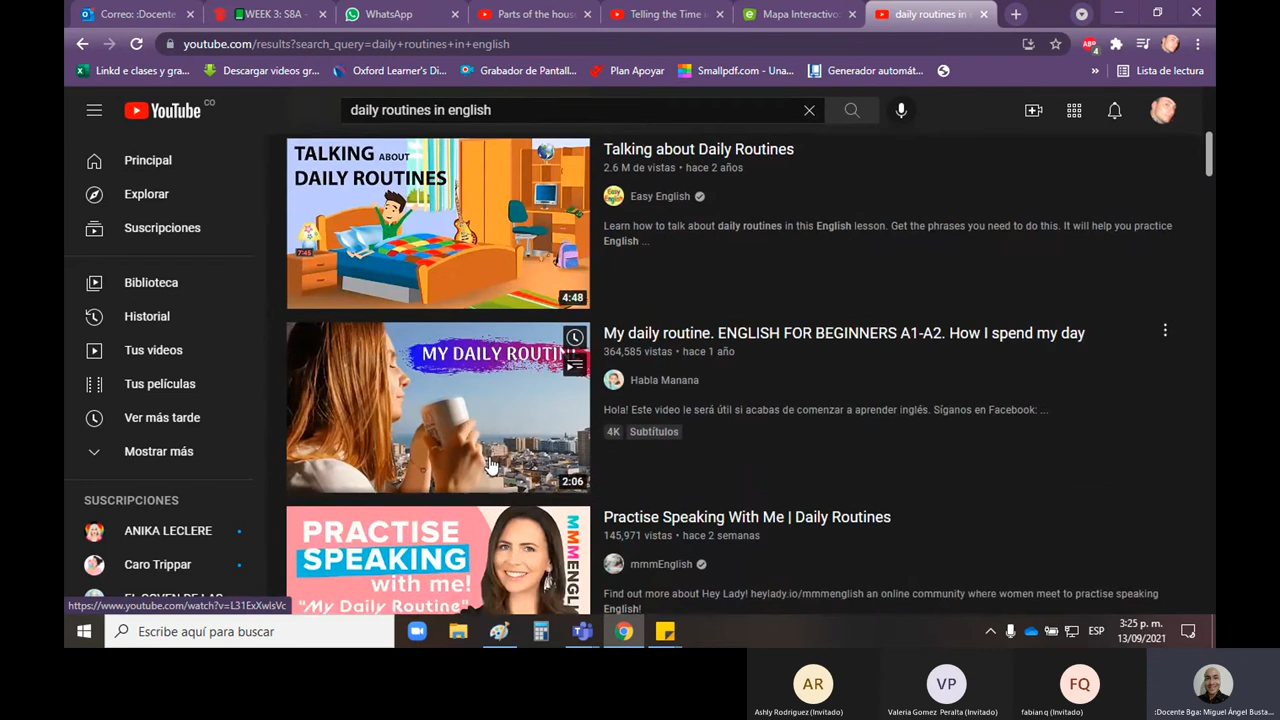 Correo: :Docente
WEEK 3: S8A -
WhatsApp
Parts of the hous
Telling the Time i
Mapa Interactivo:
daily routines in
youtube.com/results?search_query=daily+routines+in+english
ABP
4
Linkd e clases y gra...
Descargar videos gr...
Oxford Learner's Di...
Grabador de Pantall...
Plan Apoyar
Smallpdf.com - Una...
Generador automát...
»
Lista de lectura
YouTube CO
daily routines in english
Principal
Explorar
Suscripciones
Biblioteca
Historial
Tus videos
Tus películas
Ver más tarde
Mostrar más
SUSCRIPCIONES
ANIKA LECLERE
Caro Trippar
TALKING ABOUT
DAILY ROUTINES
7:45
4:48
Talking about Daily Routines
2.6 M de vistas • hace 2 años
Easy English
Easy English
Learn how to talk about daily routines in this English lesson. Get the phrases you need to do this. It will help you practice
English ...
MY DAILY ROUTIN
2:06
My daily routine. ENGLISH FOR BEGINNERS A1-A2. How I spend my day
364,585 vistas • hace 1 año
Habla Manana
Hola! Este video le será útil si acabas de comenzar a aprender inglés. Síganos en Facebook: ...
4K Subtítulos
PRACTISE
SPEAKING
with me!
"My Daily Routine"
MMMENGL
Practise Speaking With Me | Daily Routines
145,971 vistas • hace 2 semanas
mmmEnglish
Find out more about Hey Lady! heylady.io/mmmenglish an online community where women meet to practise speaking
English!
https://www.youtube.com/watch?v=L31ExXwlsVc
Escribe aquí para buscar
ESP
3:25 p. m.
13/09/2021
AR
VP
FQ
Ashly Rodriguez (Invitado)
Valeria Gomez Peralta (Invitado)
fabian q (Invitado)
:Docente Bga: Miguel Ángel Busta...